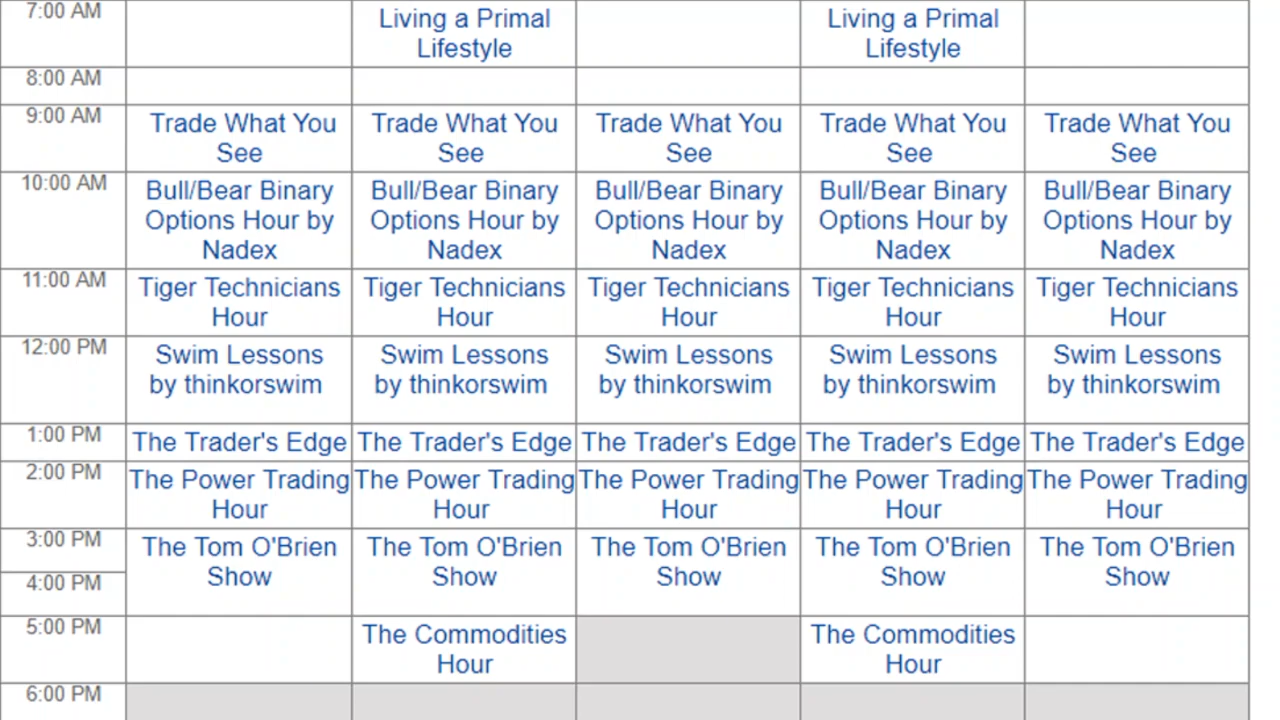 7:00 AM
Living a Primal
Lifestyle
Living a Primal
Lifestyle
8:00 AM
9:00 AM
Trade What You
See
Trade What You
See
Trade What You
See
Trade What You
See
Trade What You
See
10:00 AM
Bull/Bear Binary
Options Hour by
Nadex
Bull/Bear Binary
Options Hour by
Nadex
Bull/Bear Binary
Options Hour by
Nadex
Bull/Bear Binary
Options Hour by
Nadex
Bull/Bear Binary
Options Hour by
Nadex
11:00 AM
Tiger Technicians
Hour
Tiger Technicians
Hour
Tiger Technicians
Hour
Tiger Technicians
Hour
Tiger Technicians
Hour
12:00 PM
Swim Lessons
by thinkorswim
Swim Lessons
by thinkorswim
Swim Lessons
by thinkorswim
Swim Lessons
by thinkorswim
Swim Lessons
by thinkorswim
1:00 PM
The Trader's Edge
The Trader's Edge
The Trader's Edge
The Trader's Edge
The Trader's Edge
2:00 PM
The Power Trading
Hour
The Power Trading
Hour
The Power Trading
Hour
The Power Trading
Hour
The Power Trading
Hour
3:00 PM
The Tom O'Brien
Show
The Tom O'Brien
Show
The Tom O'Brien
Show
The Tom O'Brien
Show
The Tom O'Brien
Show
4:00 PM
5:00 PM
The Commodities
Hour
The Commodities
Hour
6:00 PM